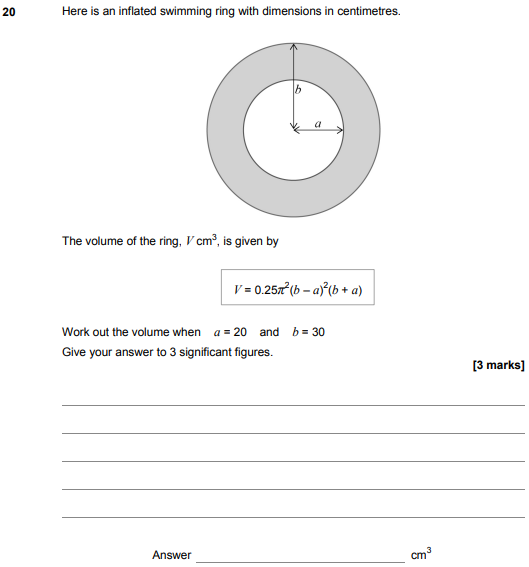 20 Here is an inflated swimming ring with dimensions in centimetres.
b
a
The volume of the ring, V cm³, is given by
V = 0.25π²(b – a)²(b + a)
Work out the volume when a = 20 and b = 30
Give your answer to 3 significant figures.
[3 marks]
Answer cm³